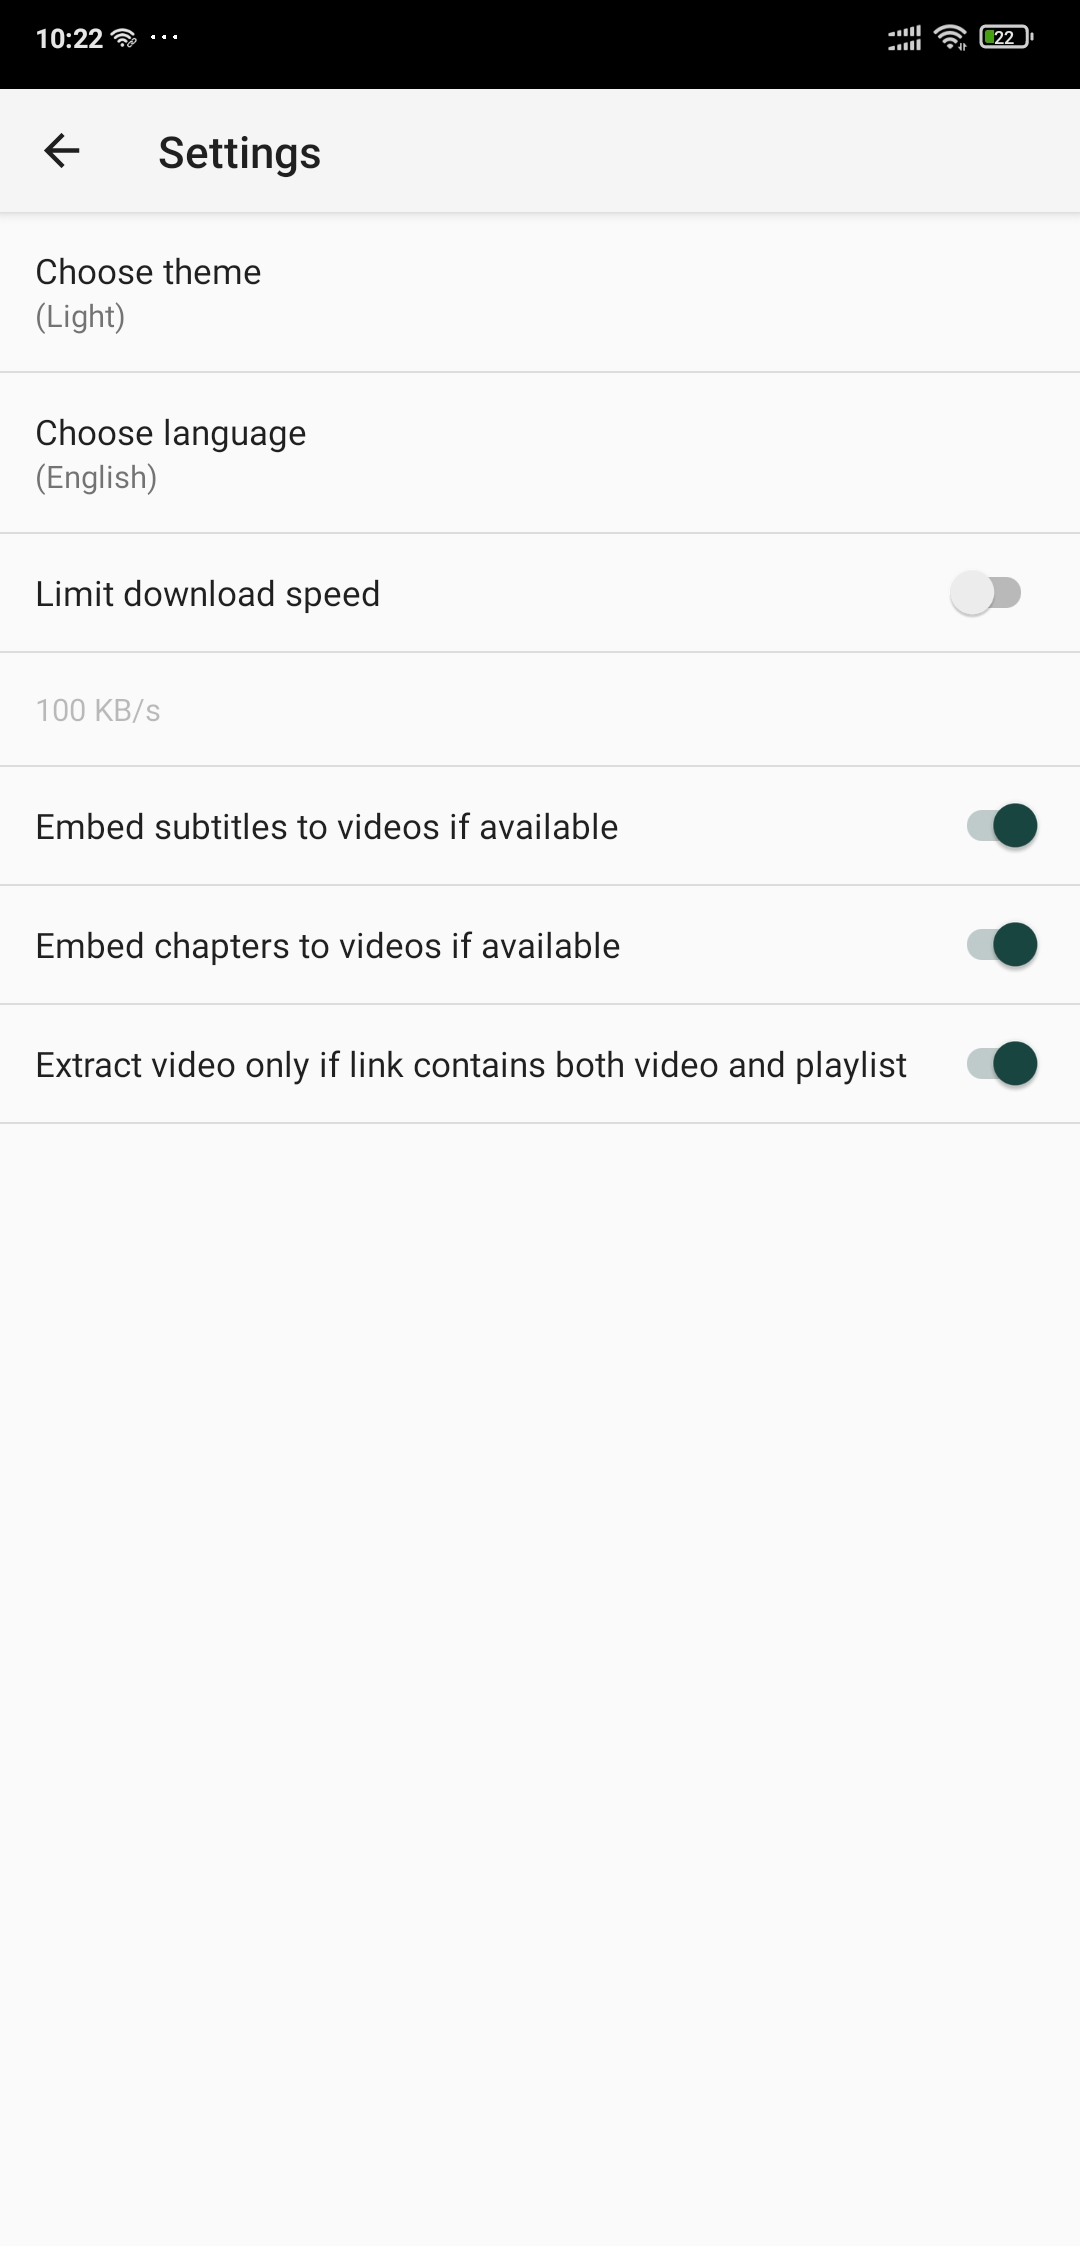 10:22 ...
22
Settings
Choose theme
(Light)
Choose language
(English)
Limit download speed
100 KB/s
Embed subtitles to videos if available
Embed chapters to videos if available
Extract video only if link contains both video and playlist